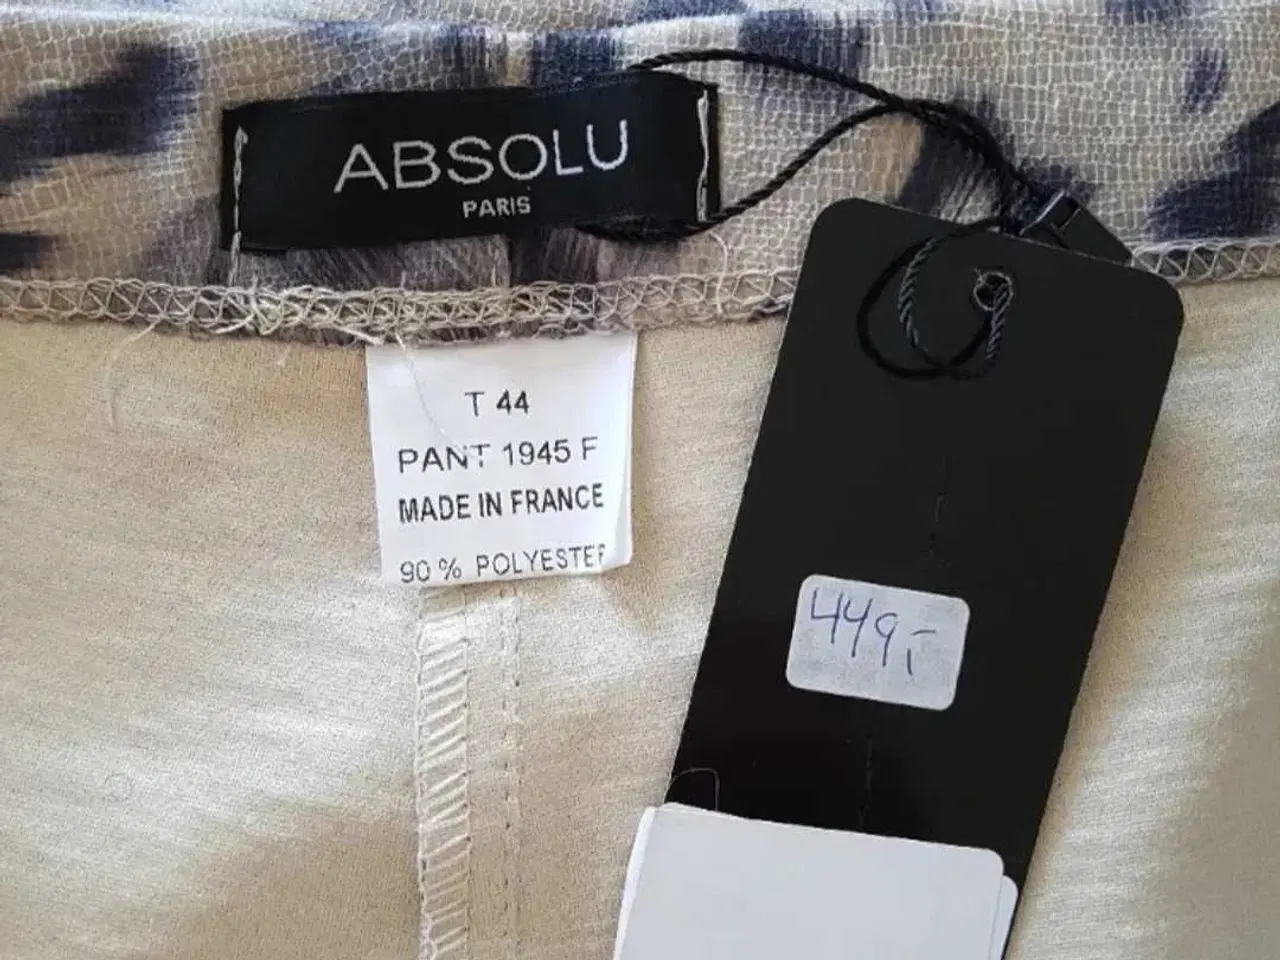 ABSOLU
PARIS
T 44
PANT 1945 F
MADE IN FRANCE
90 % POLYESTER
449,-